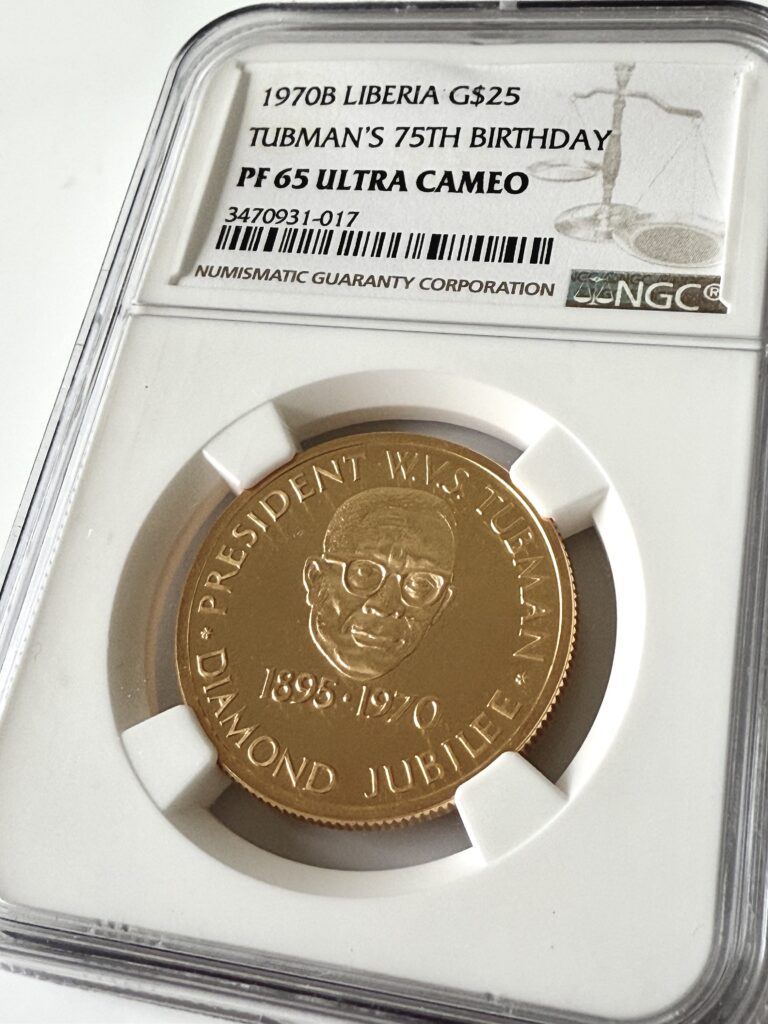 1970B LIBERIA G$25
TUBMAN'S 75TH BIRTHDAY
PF 65 ULTRA CAMEO
3470931-017
NUMISMATIC GUARANTY CORPORATION
NGC®
PRESIDENT W.V.S. TUBMAN
1895·1970
* DIAMOND JUBILEE *